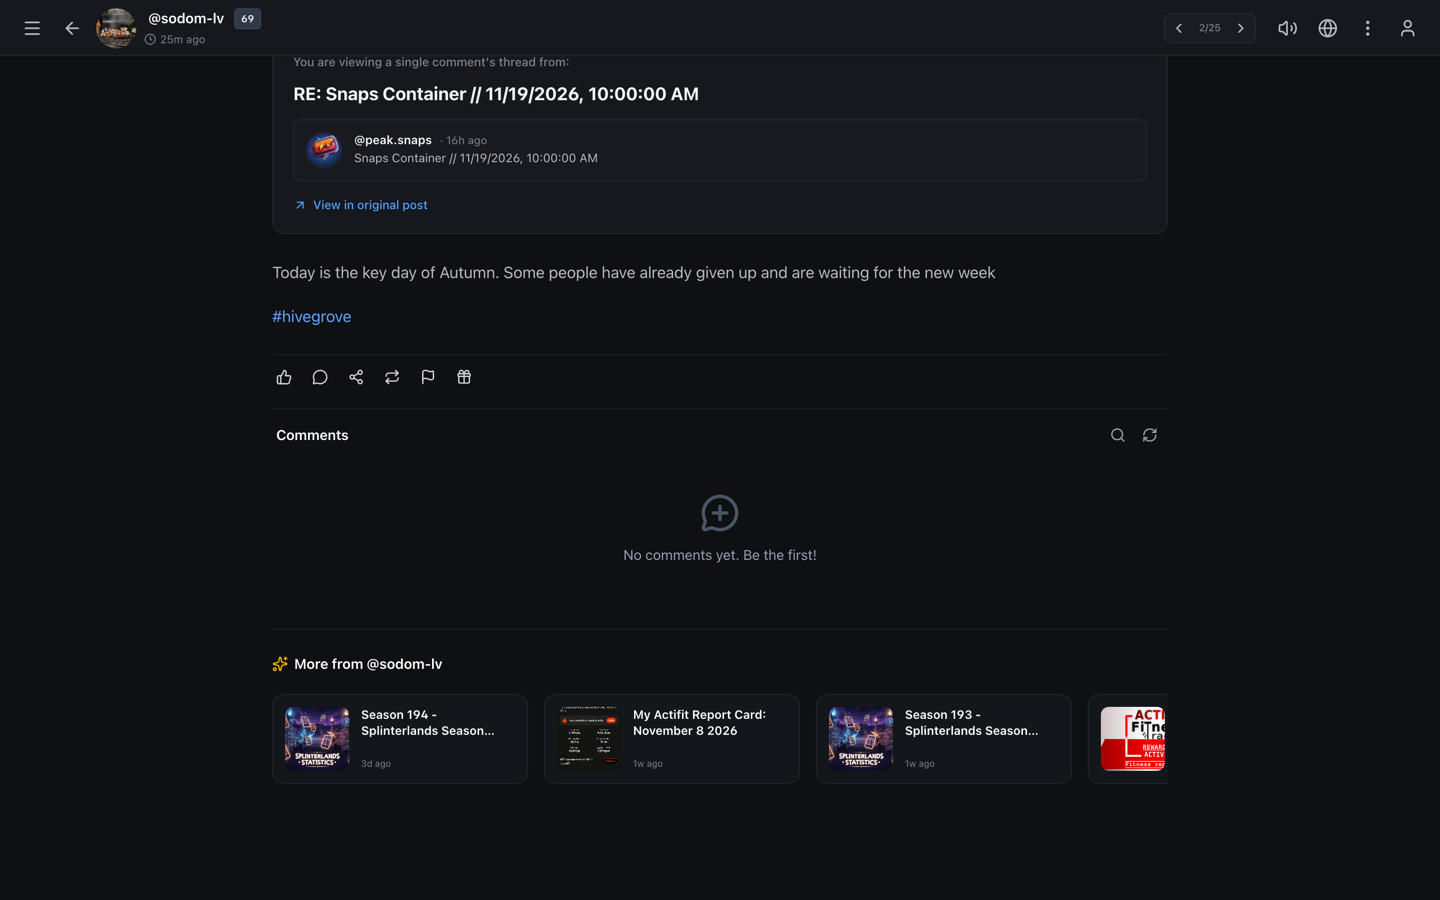 @sodom-lv 69
25m ago
2/25
You are viewing a single comment's thread from:
RE: Snaps Container // 11/19/2026, 10:00:00 AM
@peak.snaps · 16h ago
Snaps Container // 11/19/2026, 10:00:00 AM
View in original post
Today is the key day of Autumn. Some people have already given up and are waiting for the new week
#hivegrove
Comments
No comments yet. Be the first!
More from @sodom-lv
Season 194 -
Splinterlands Season...
3d ago
SPLINTERLANDS
STATISTICS
My Actifit Report Card:
November 8 2026
1w ago
Season 193 -
Splinterlands Season...
1w ago
SPLINTERLANDS
STATISTICS